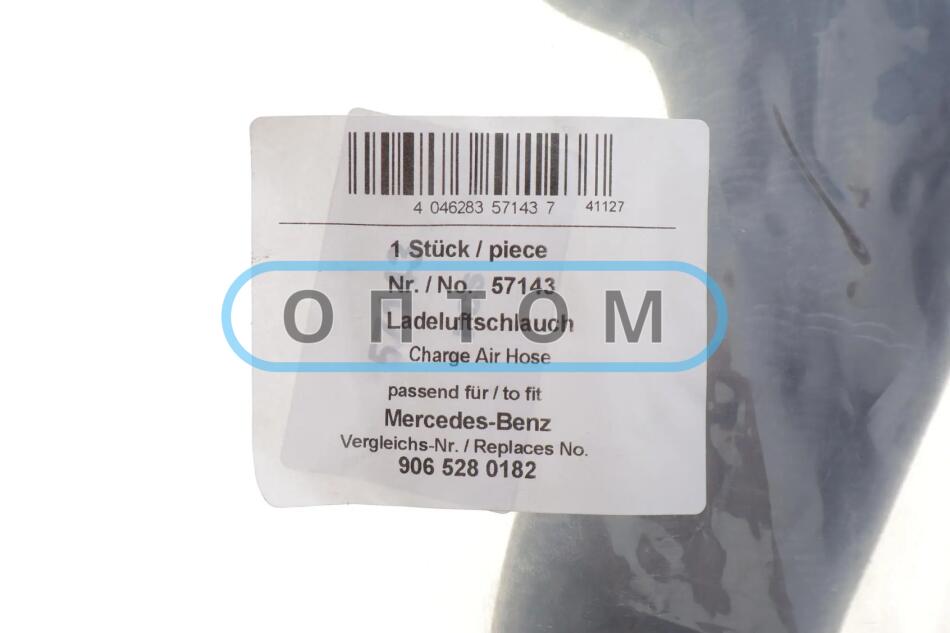 4 046283 57143 7 41127
1 Stück / piece
Nr. / No. 57143
ОПТОМ
Ladeluftschlauch
Charge Air Hose
passend für / to fit
Mercedes-Benz
Vergleichs-Nr. / Replaces No.
906 528 0182